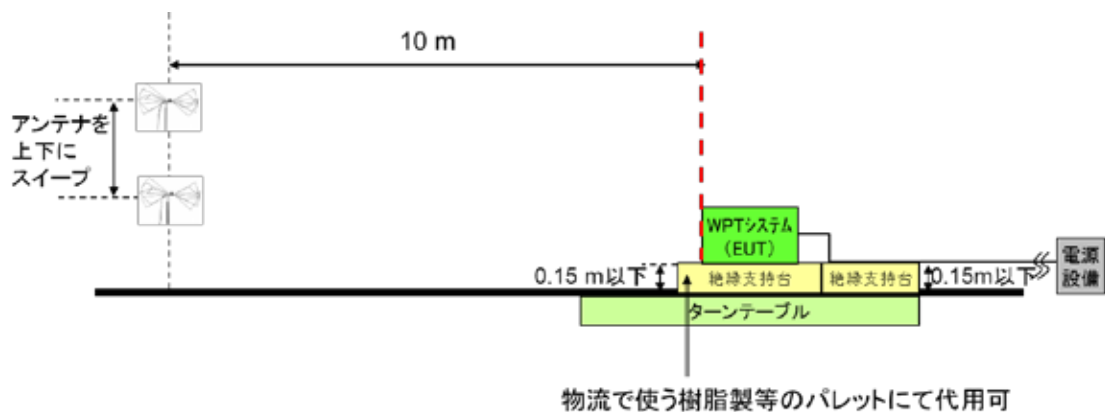 10 m
アンテナを
上下に
スイープ
WPTシステム
(EUT)
0.15 m以下
絶縁支持台
絶縁支持台
0.15m以下
電源
設備
ターンテーブル
物流で使う樹脂製等のパレットにて代用可